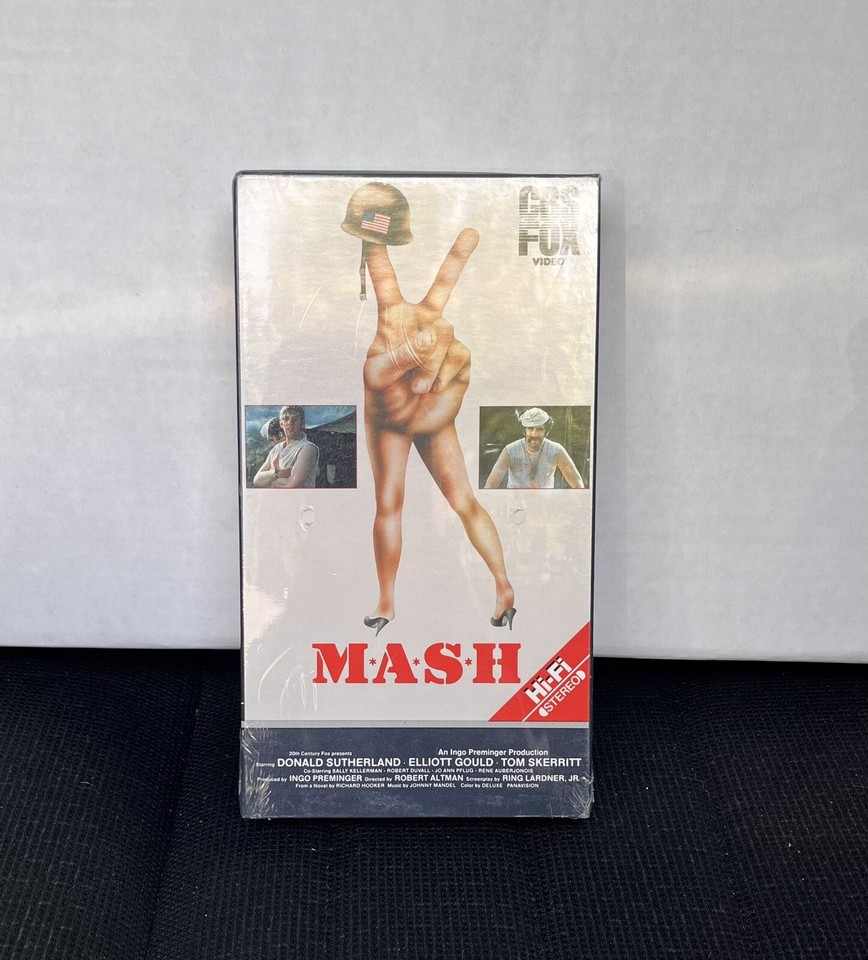 CBS
FOX
VIDEO
M*A*S*H
Hi-Fi
STEREO
20th Century Fox presents
An Ingo Preminger Production
Starring DONALD SUTHERLAND · ELLIOTT GOULD · TOM SKERRITT
Co-Starring SALLY KELLERMAN · ROBERT DUVALL · JO ANN PFLUG · RENE AUBERJONOIS
Produced by INGO PREMINGER Directed by ROBERT ALTMAN Screenplay by RING LARDNER, JR.
From a Novel by RICHARD HOOKER Music by JOHNNY MANDEL Color by DELUXE PANAVISION